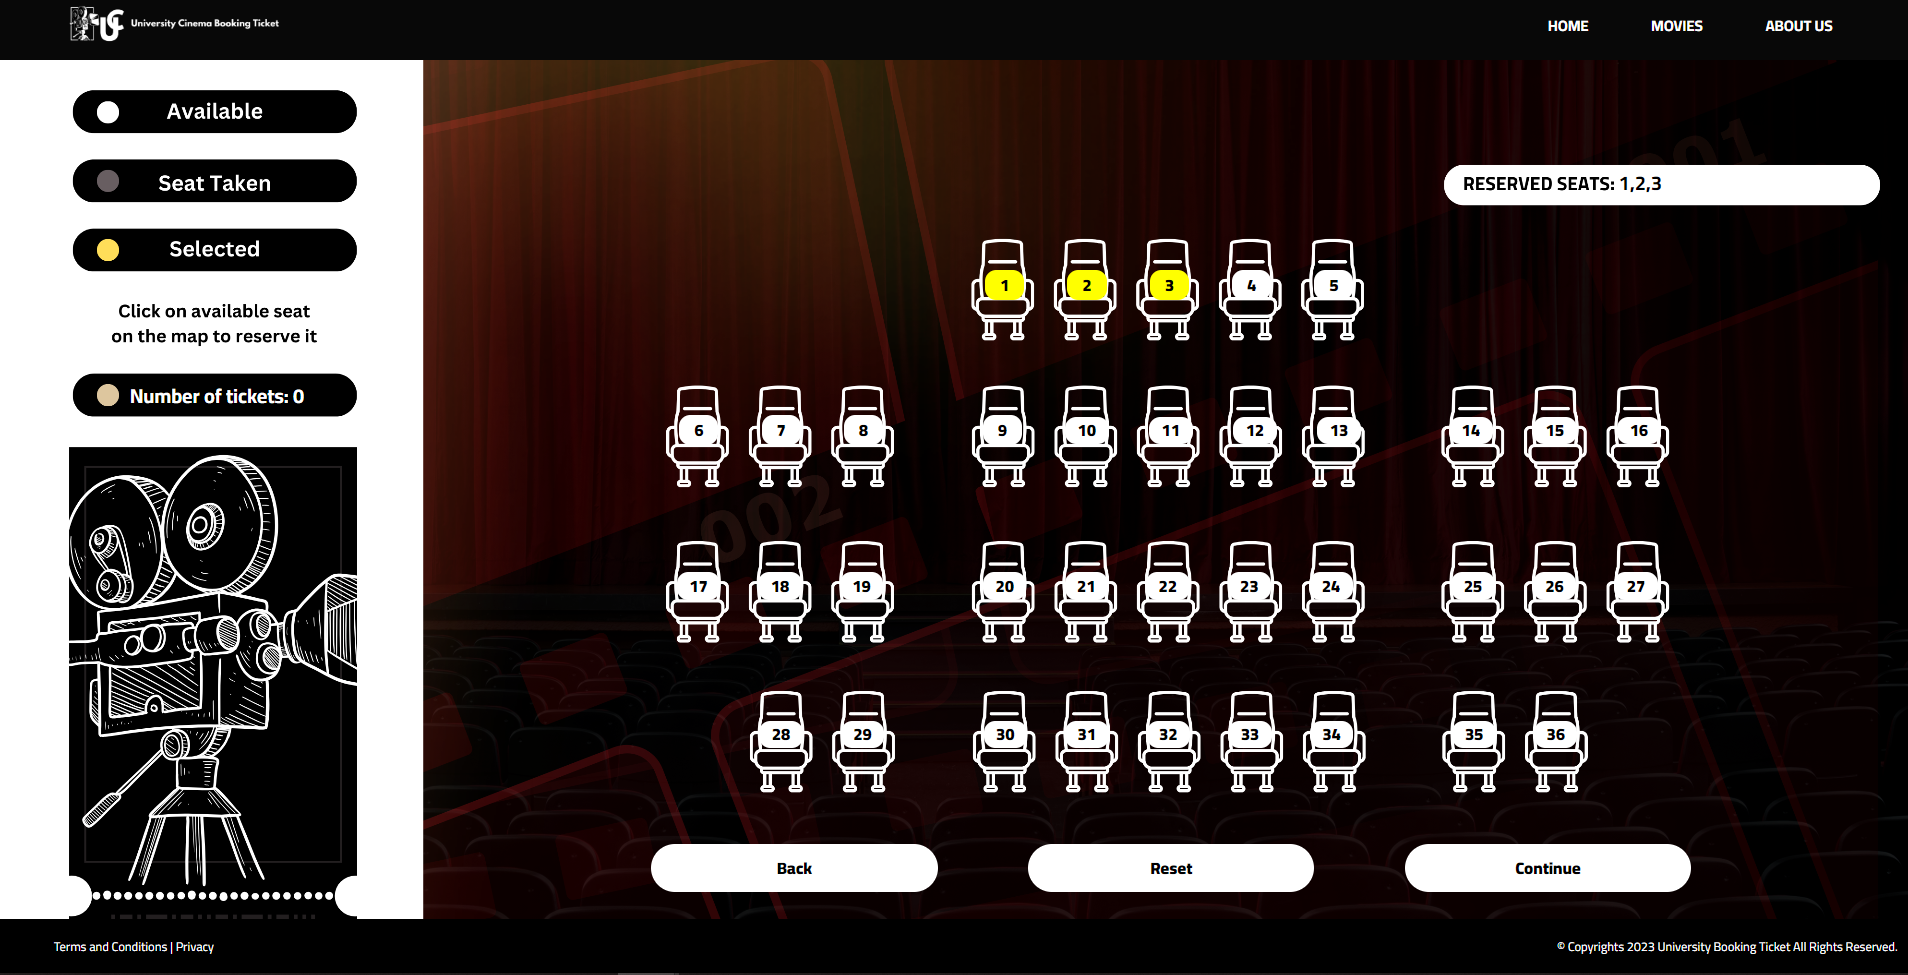 University Cinema Booking Ticket
HOME MOVIES ABOUT US
Available
Seat Taken
Selected
Click on available seat
on the map to reserve it
Number of tickets: 0
001
RESERVED SEATS: 1,2,3
1 2 3 4 5
6 7 8 9 10 11 12 13 14 15 16
002
17 18 19 20 21 22 23 24 25 26 27
28 29 30 31 32 33 34 35 36
Back Reset Continue
Terms and Conditions | Privacy
© Copyrights 2023 University Booking Ticket All Rights Reserved.